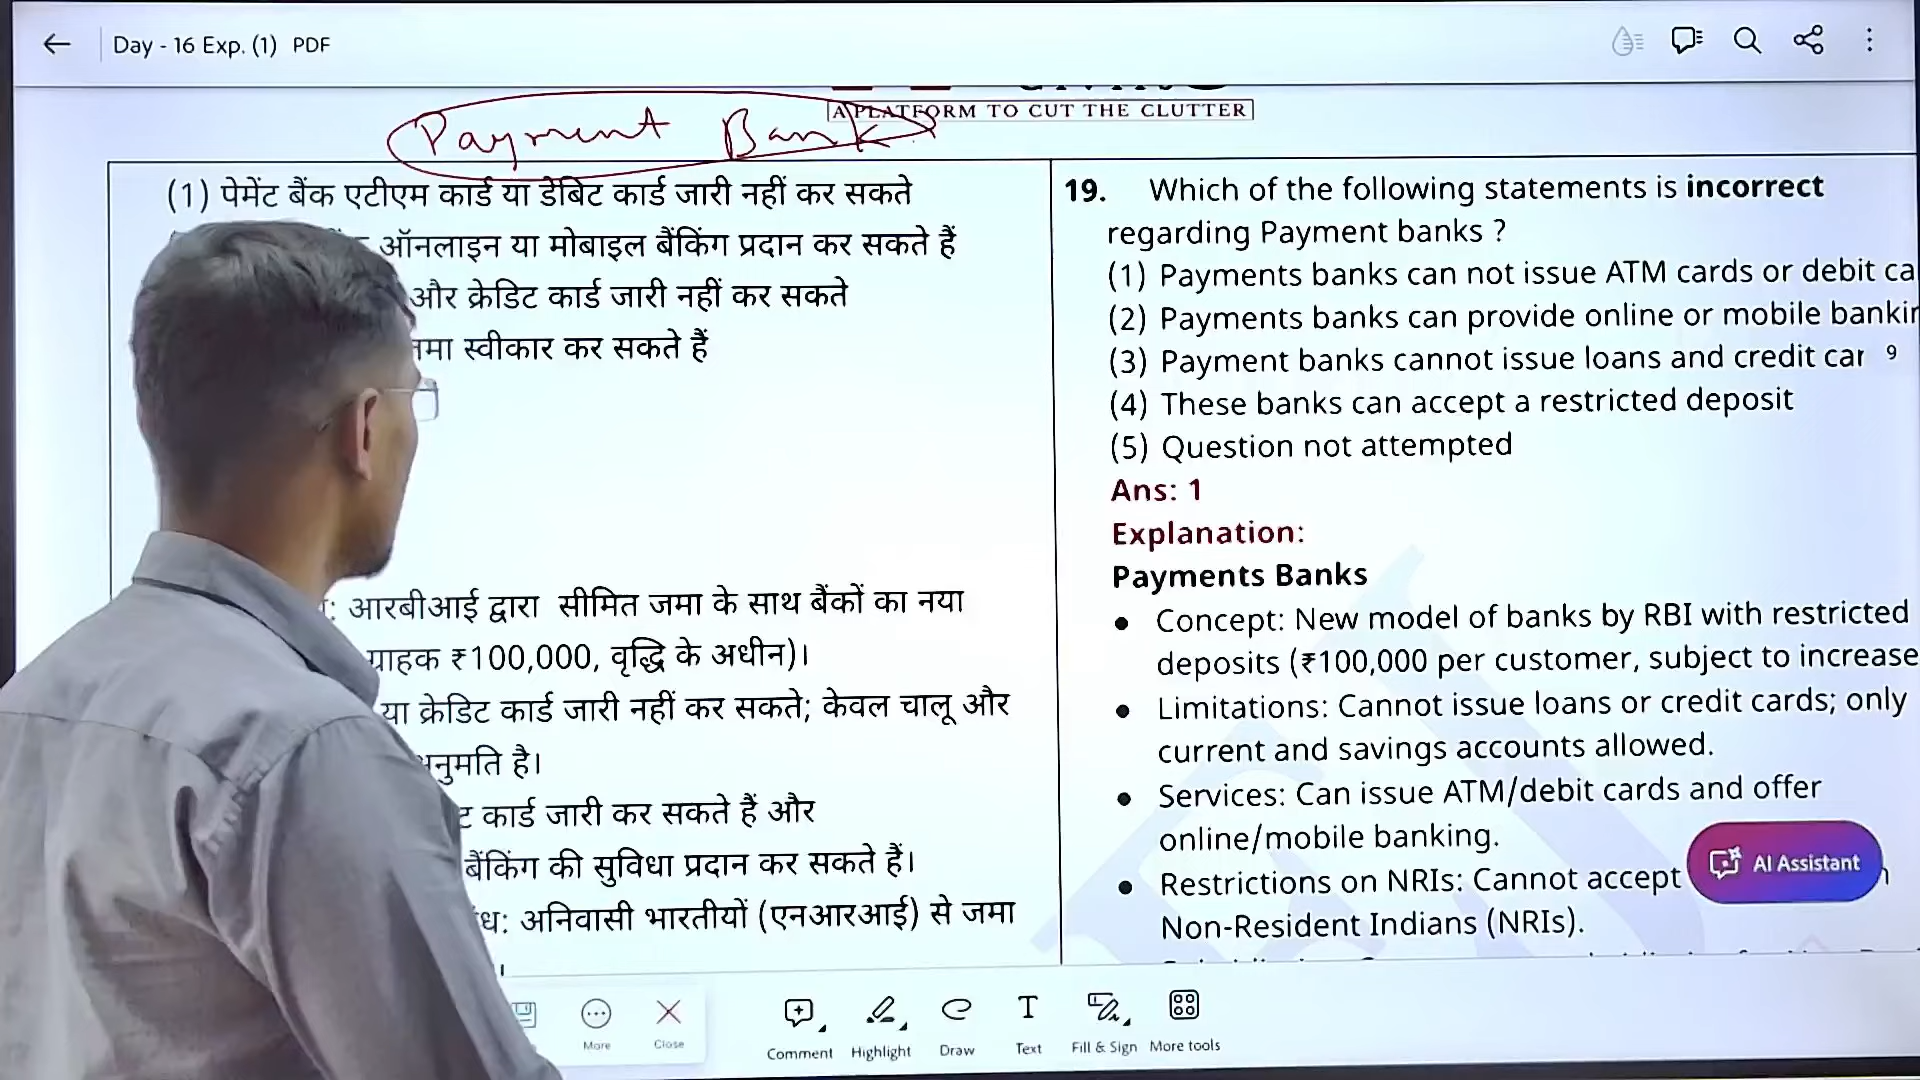 Day - 16 Exp. (1) PDF
A PLATFORM TO CUT THE CLUTTER
Payment Bank
(1) पेमेंट बैंक एटीएम कार्ड या डेबिट कार्ड जारी नहीं कर सकते
ऑनलाइन या मोबाइल बैंकिंग प्रदान कर सकते हैं
और क्रेडिट कार्ड जारी नहीं कर सकते
स्वीकार कर सकते हैं
: आरबीआई द्वारा सीमित जमा के साथ बैंकों का नया
ग्राहक ₹100,000, वृद्धि के अधीन)।
या क्रेडिट कार्ड जारी नहीं कर सकते; केवल चालू और
है।
कार्ड जारी कर सकते हैं और
बैंकिंग की सुविधा प्रदान कर सकते हैं।
अनिवासी भारतीयों (एनआरआई) से जमा
19. Which of the following statements is incorrect
regarding Payment banks ?
(1) Payments banks can not issue ATM cards or debit
(2) Payments banks can provide online or mobile
(3) Payment banks cannot issue loans and credit
9
(4) These banks can accept a restricted deposit
(5) Question not attempted
Ans: 1
Explanation:
Payments Banks
• Concept: New model of banks by RBI with restricted
deposits (₹100,000 per customer, subject to increase
• Limitations: Cannot issue loans or credit cards; only
current and savings accounts allowed.
• Services: Can issue ATM/debit cards and offer
online/mobile banking.
• Restrictions on NRIs: Cannot accept
Non-Resident Indians (NRIs).
AI Assistant
More
Close
Comment
Highlight
Draw
Text
Fill & Sign
More tools